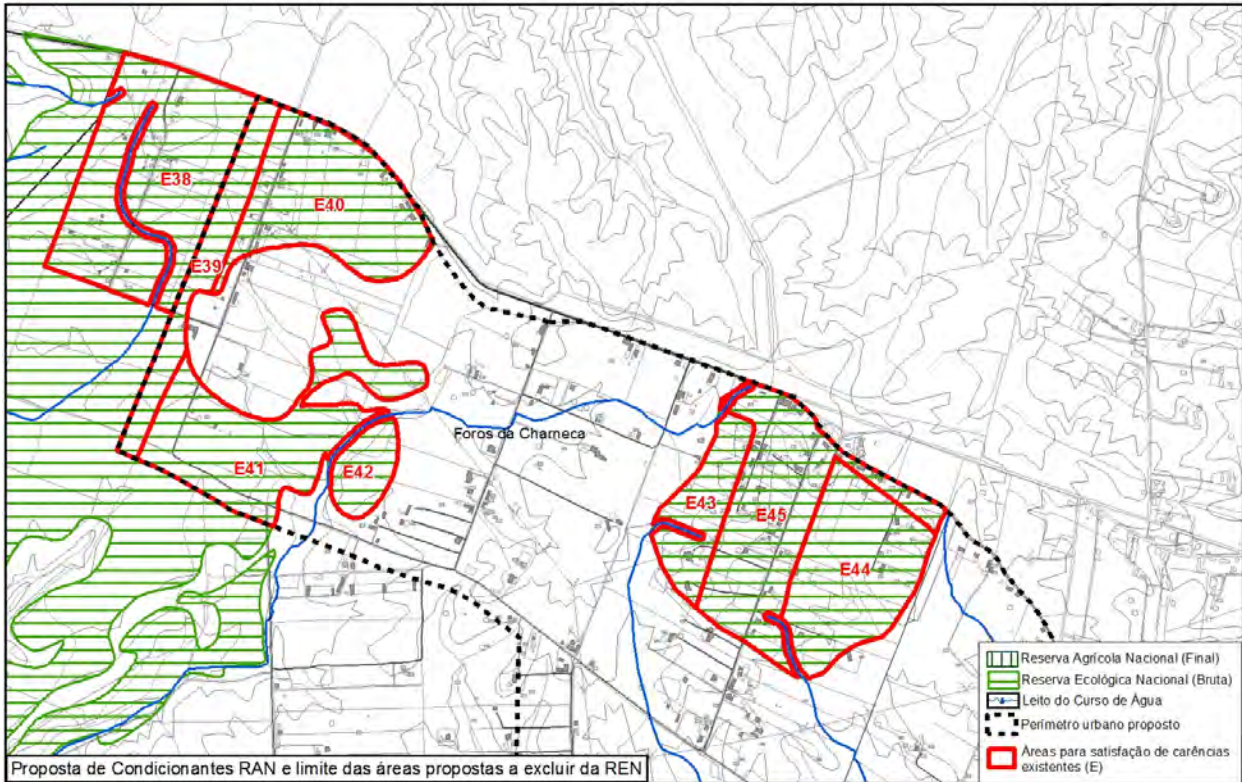 E38
E40
E39
Foros da Charneca
E41
E42
E43
E45
E44
Reserva Agrícola Nacional (Final)
Reserva Ecológica Nacional (Bruta)
Leito do Curso de Água
Perímetro urbano proposto
Áreas para satisfação de carências
existentes (E)
Proposta de Condicionantes RAN e limite das áreas propostas a excluir da REN